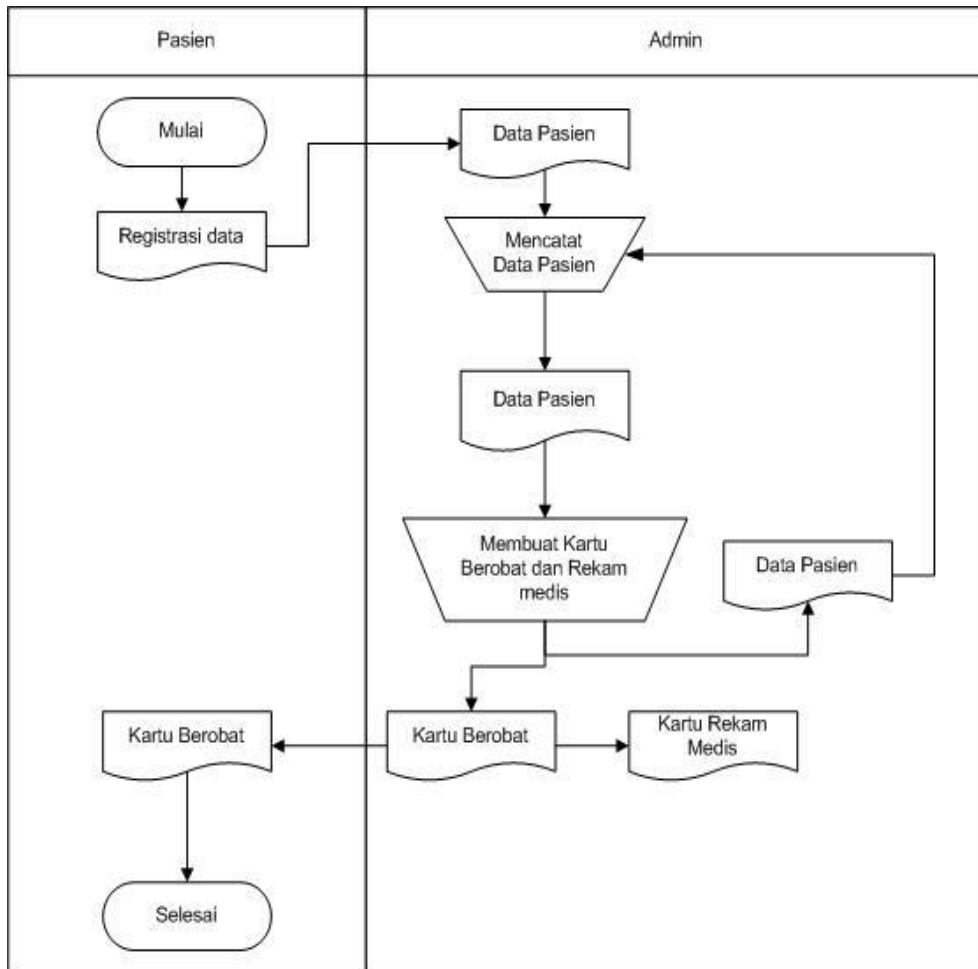 Pasien
Admin
Mulai
Data Pasien
Registrasi data
Mencatat
Data Pasien
Data Pasien
Membuat Kartu
Berobat dan Rekam
medis
Data Pasien
Kartu Berobat
Kartu Berobat
Kartu Rekam
Medis
Selesai